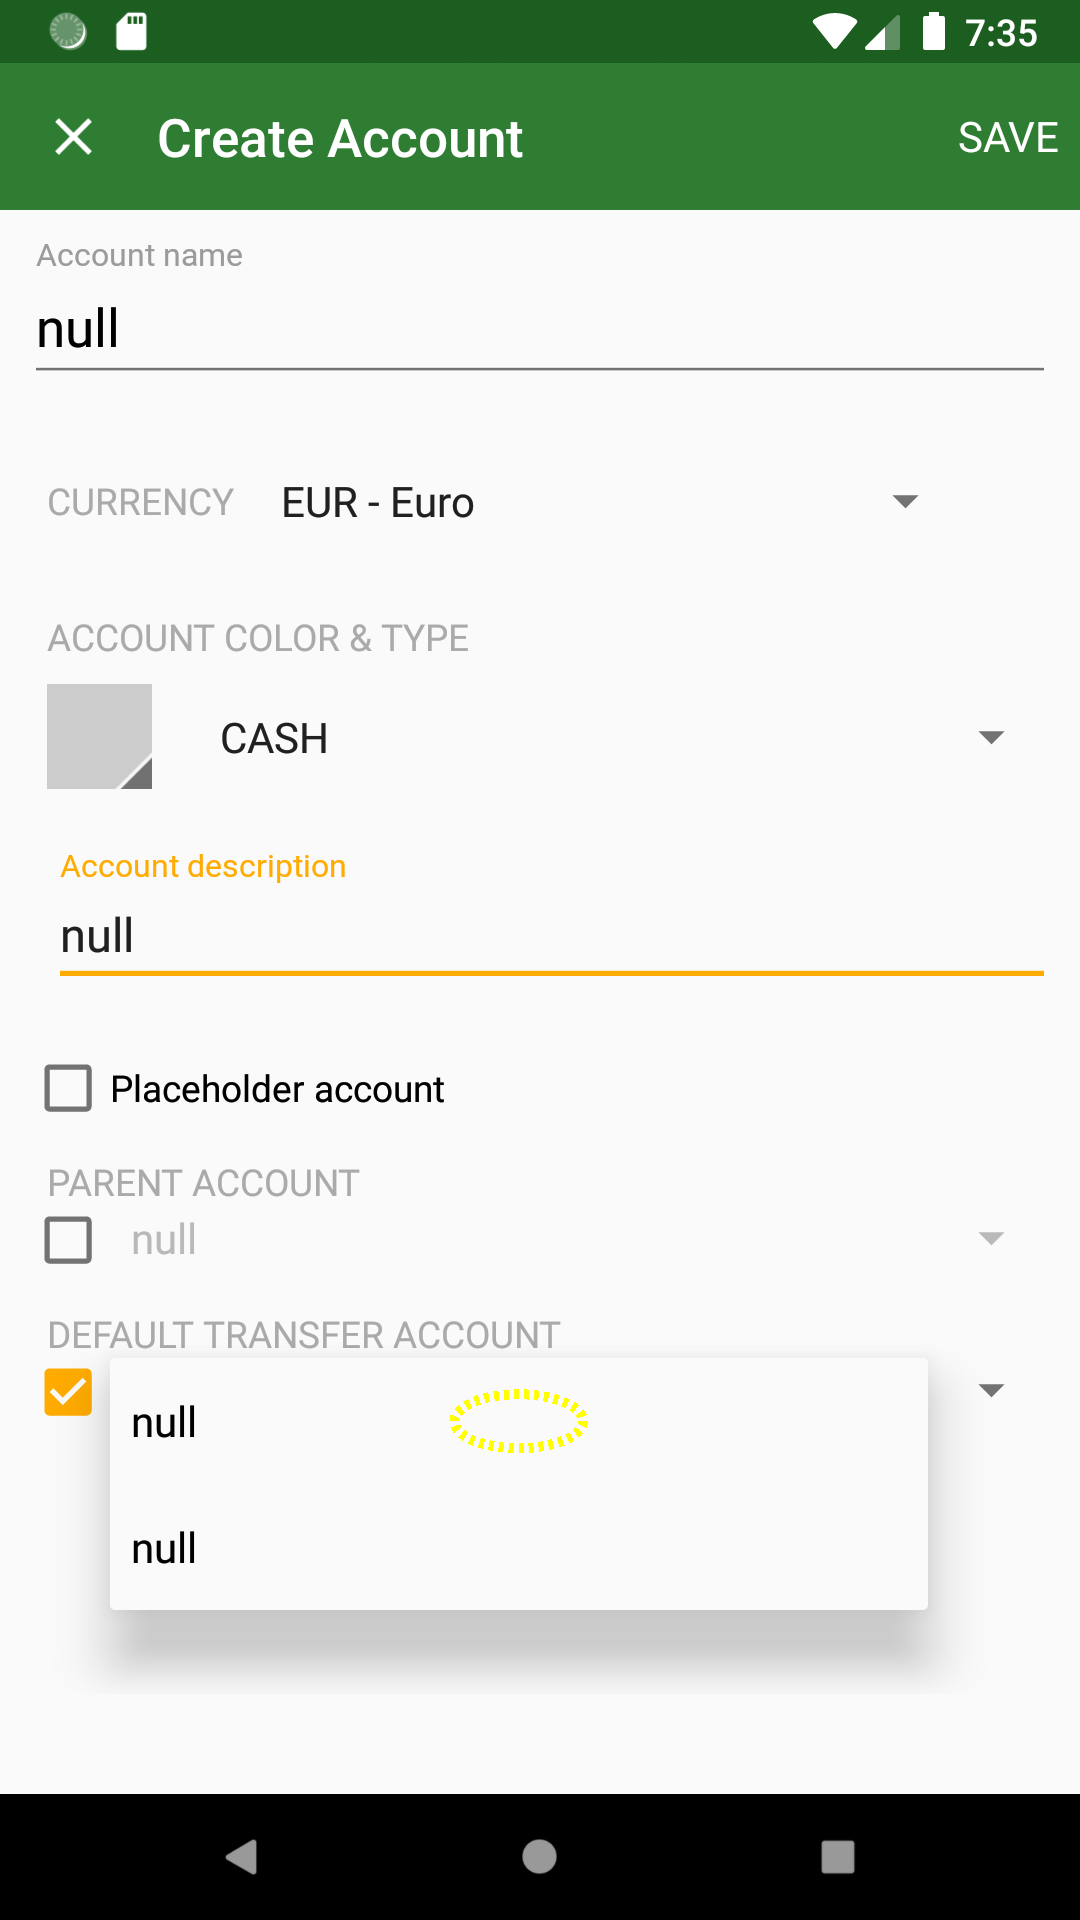 7:35
Create Account
SAVE
Account name
null
CURRENCY EUR - Euro
ACCOUNT COLOR & TYPE
CASH
Account description
null
Placeholder account
PARENT ACCOUNT
null
DEFAULT TRANSFER ACCOUNT
null
null